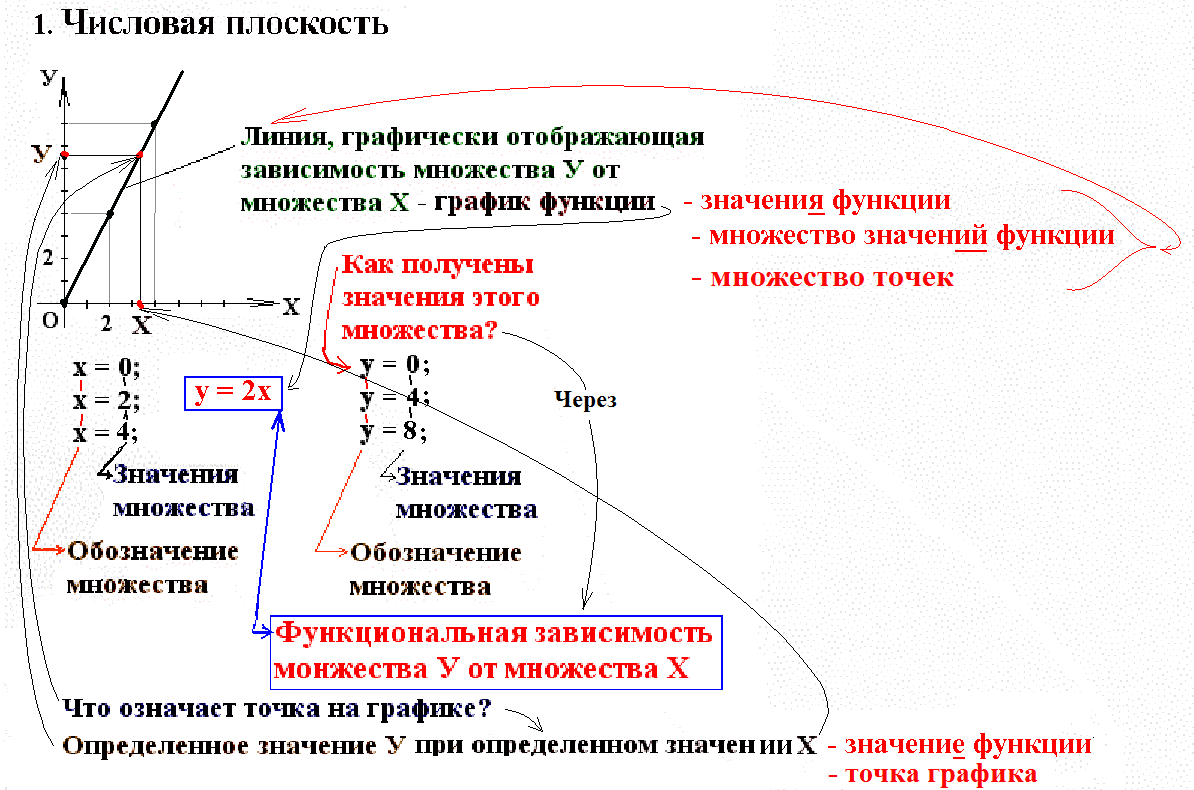 1. Числовая плоскость
У
Линия, графически отображающая
зависимость множества У от
множества Х - график функции
У
- значения функции
- множество значений функции
- множество точек
2
Как получены
значения этого
множества?
О 2 Х
Х
х = 0;
х = 2;
х = 4;
у = 2х
у = 0;
у = 4;
у = 8;
Через
Значения
множества
Значения
множества
Обозначение
множества
Обозначение
множества
Функциональная зависимость
монжества У от множества Х
Что означает точка на графике?
Определенное значение У при определенном значении Х
- значение функции
- точка графика